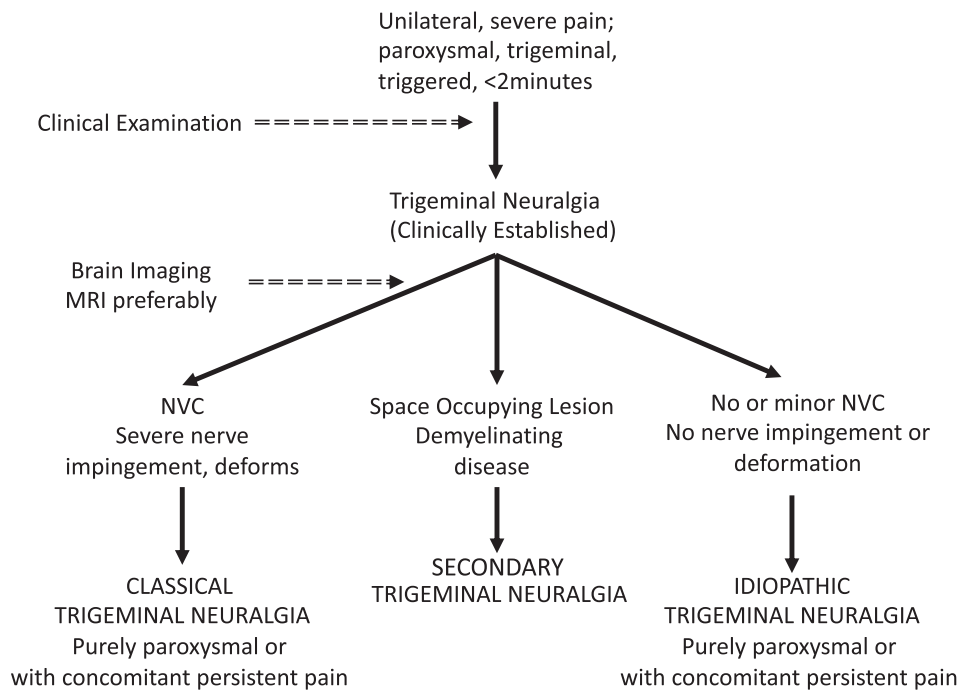 Unilateral, severe pain;
paroxysmal, trigeminal,
triggered, <2minutes
Clinical Examination
Trigeminal Neuralgia
(Clinically Established)
Brain Imaging
MRI preferably
NVC
Severe nerve
impingement, deforms
Space Occupying Lesion
Demyelinating
disease
No or minor NVC
No nerve impingement or
deformation
CLASSICAL
TRIGEMINAL NEURALGIA
Purely paroxysmal or
with concomitant persistent pain
SECONDARY
TRIGEMINAL NEURALGIA
IDIOPATHIC
TRIGEMINAL NEURALGIA
Purely paroxysmal or
with concomitant persistent pain